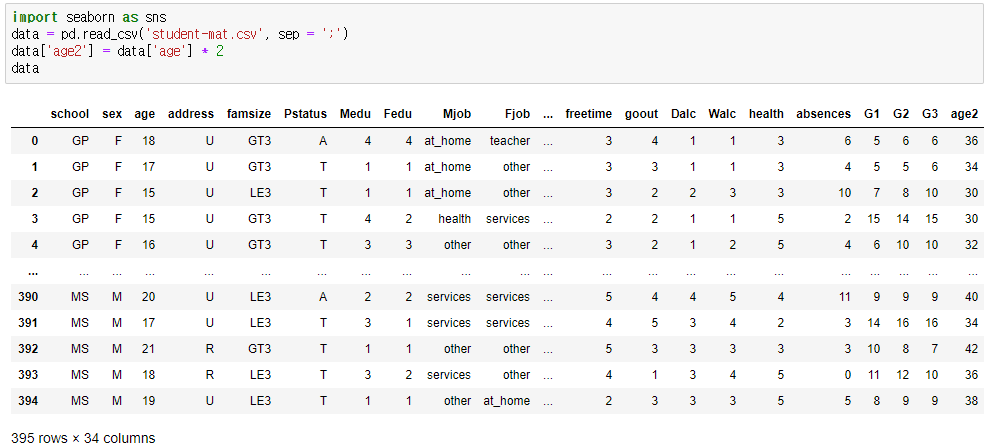 import seaborn as sns
data = pd.read_csv('student-mat.csv', sep = ';')
data['age2'] = data['age'] * 2
data
school sex age address famsize Pstatus Medu Fedu Mjob Fjob ... freetime goout Dalc Walc health absences G1 G2 G3 age2
0 GP F 18 U GT3 A 4 4 at_home teacher ... 3 4 1 1 3 6 5 6 6 36
1 GP F 17 U GT3 T 1 1 at_home other ... 3 3 1 1 3 4 5 5 6 34
2 GP F 15 U LE3 T 1 1 at_home other ... 3 2 2 3 3 10 7 8 10 30
3 GP F 15 U GT3 T 4 2 health services ... 2 2 1 1 5 2 15 14 15 30
4 GP F 16 U GT3 T 3 3 other other ... 3 2 1 2 5 4 6 10 10 32
... ... ... ... ... ... ... ... ... ... ... ... ... ... ... ... ... ... ... ... ... ...
390 MS M 20 U LE3 A 2 2 services services ... 5 4 4 5 4 11 9 9 9 40
391 MS M 17 U LE3 T 3 1 services services ... 4 5 3 4 2 3 14 16 16 34
392 MS M 21 R GT3 T 1 1 other other ... 5 3 3 3 3 3 10 8 7 42
393 MS M 18 R LE3 T 3 2 services other ... 4 1 3 4 5 0 11 12 10 36
394 MS M 19 U LE3 T 1 1 other at_home ... 2 3 3 3 5 5 8 9 9 38
395 rows × 34 columns